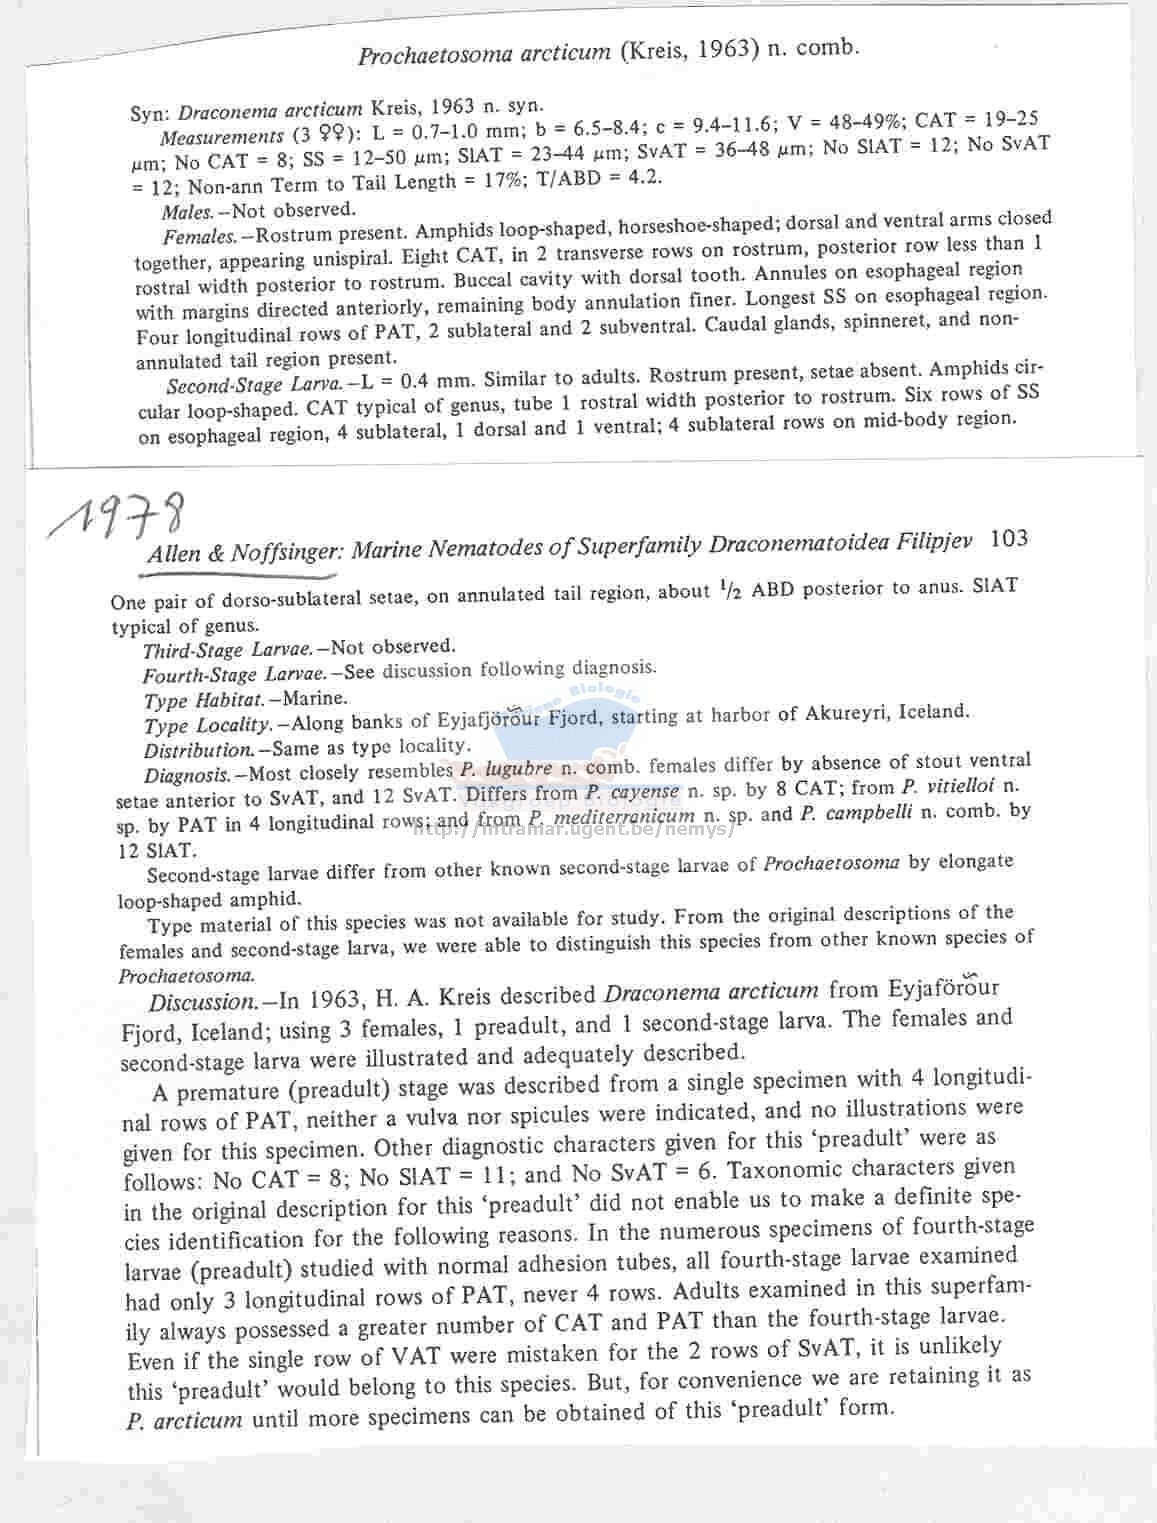 Prochaetosoma arcticum (Kreis, 1963) n. comb.
Syn: Draconema arcticum Kreis, 1963 n. syn.
Measurements (3 ♀♀): L = 0.7–1.0 mm; b = 6.5–8.4; c = 9.4–11.6; V = 48–49%; CAT = 19–25
μm; No CAT = 8; SS = 12–50 μm; SlAT = 23–44 μm; SvAT = 36–48 μm; No SlAT = 12; No SvAT
= 12; Non-ann Term to Tail Length = 17%; T/ABD = 4.2.
Males.—Not observed.
Females.—Rostrum present. Amphids loop-shaped, horseshoe-shaped; dorsal and ventral arms closed
together, appearing unispiral. Eight CAT, in 2 transverse rows on rostrum, posterior row less than 1
rostral width posterior to rostrum. Buccal cavity with dorsal tooth. Annules on esophageal region
with margins directed anteriorly, remaining body annulation finer. Longest SS on esophageal region.
Four longitudinal rows of PAT, 2 sublateral and 2 subventral. Caudal glands, spinneret, and non-
annulated tail region present.
Second-Stage Larva.—L = 0.4 mm. Similar to adults. Rostrum present, setae absent. Amphids cir-
cular loop-shaped. CAT typical of genus, tube 1 rostral width posterior to rostrum. Six rows of SS
on esophageal region, 4 sublateral, 1 dorsal and 1 ventral; 4 sublateral rows on mid-body region.
1978
Allen & Noffsinger: Marine Nematodes of Superfamily Draconematoidea Filipjev 103
One pair of dorso-sublateral setae, on annulated tail region, about 1/2 ABD posterior to anus. SlAT
typical of genus.
Third-Stage Larvae.—Not observed.
Fourth-Stage Larvae.—See discussion following diagnosis.
Type Habitat.—Marine.
Type Locality.—Along banks of Eyjafjörõur Fjord, starting at harbor of Akureyri, Iceland.
Distribution.—Same as type locality.
Diagnosis.—Most closely resembles P. lugubre n. comb. females differ by absence of stout ventral
setae anterior to SvAT, and 12 SvAT. Differs from P. cayense n. sp. by 8 CAT; from P. vitielloi n.
sp. by PAT in 4 longitudinal rows; and from P. mediterranicum n. sp. and P. campbelli n. comb. by
http://intramar.ugent.be/nemys/
12 SlAT.
Second-stage larvae differ from other known second-stage larvae of Prochaetosoma by elongate
loop-shaped amphid.
Type material of this species was not available for study. From the original descriptions of the
females and second-stage larva, we were able to distinguish this species from other known species of
Prochaetosoma.
Discussion.—In 1963, H. A. Kreis described Draconema arcticum from Eyjaförõur
Fjord, Iceland; using 3 females, 1 preadult, and 1 second-stage larva. The females and
second-stage larva were illustrated and adequately described.
A premature (preadult) stage was described from a single specimen with 4 longitudi-
nal rows of PAT, neither a vulva nor spicules were indicated, and no illustrations were
given for this specimen. Other diagnostic characters given for this ‘preadult’ were as
follows: No CAT = 8; No SlAT = 11; and No SvAT = 6. Taxonomic characters given
in the original description for this ‘preadult’ did not enable us to make a definite spe-
cies identification for the following reasons. In the numerous specimens of fourth-stage
larvae (preadult) studied with normal adhesion tubes, all fourth-stage larvae examined
had only 3 longitudinal rows of PAT, never 4 rows. Adults examined in this superfam-
ily always possessed a greater number of CAT and PAT than the fourth-stage larvae.
Even if the single row of VAT were mistaken for the 2 rows of SvAT, it is unlikely
this ‘preadult’ would belong to this species. But, for convenience we are retaining it as
P. arcticum until more specimens can be obtained of this ‘preadult’ form.